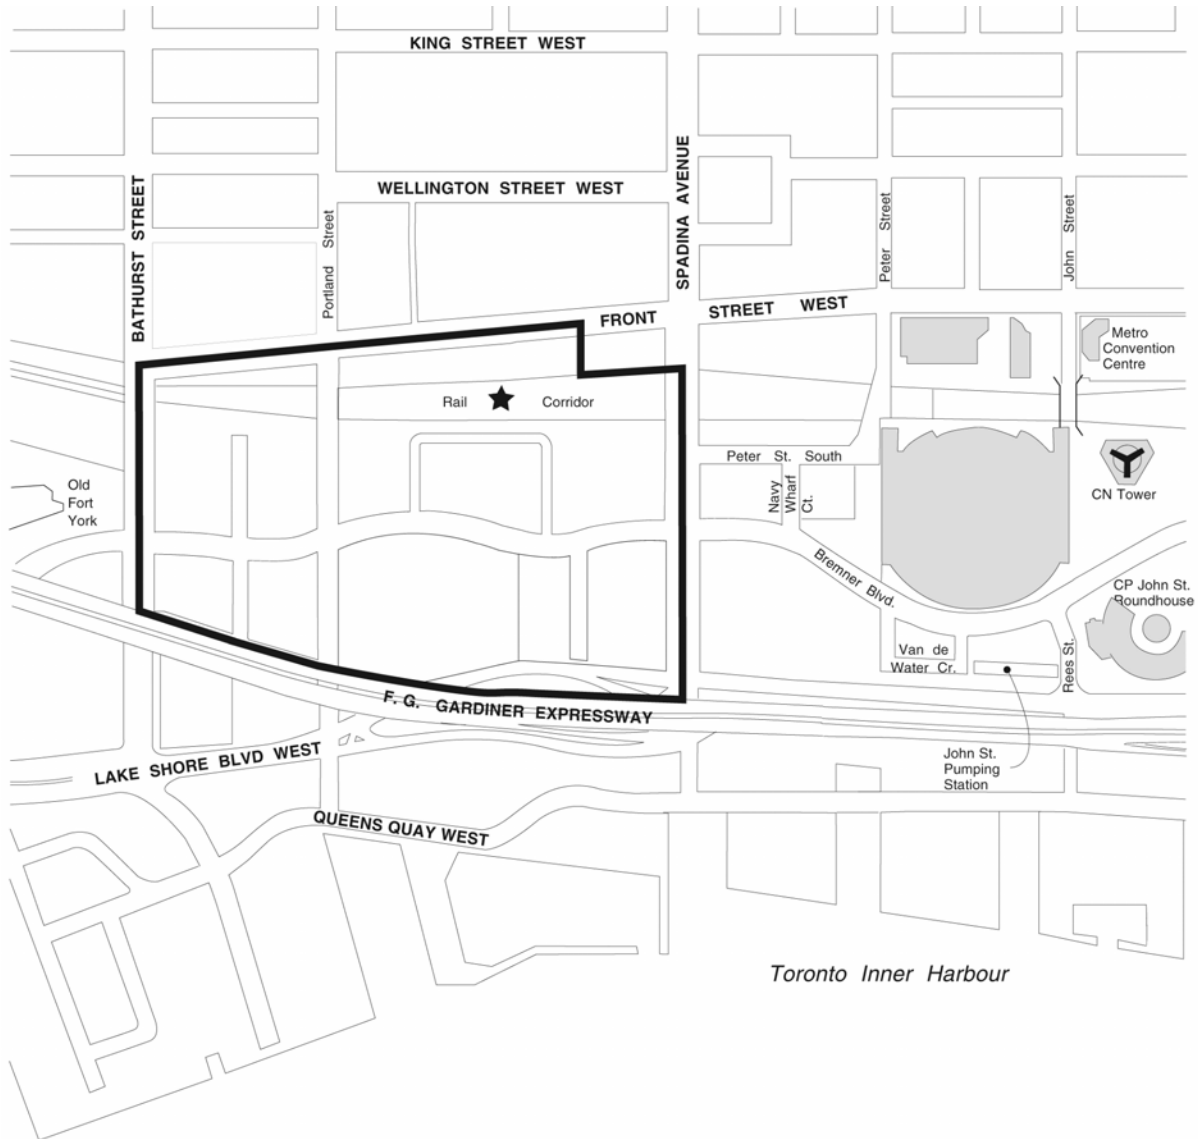 KING STREET WEST
WELLINGTON STREET WEST
BATHURST STREET
Portland Street
SPADINA AVENUE
Peter Street
John Street
FRONT STREET WEST
Metro
Convention
Centre
Rail Corridor
Peter St. South
Navy
Wharf
Ct.
CN Tower
Old
Fort
York
Bremner Blvd.
CP John St.
Roundhouse
Van de
Water Cr.
Rees St.
F. G. GARDINER EXPRESSWAY
LAKE SHORE BLVD WEST
John St.
Pumping
Station
QUEENS QUAY WEST
Toronto Inner Harbour